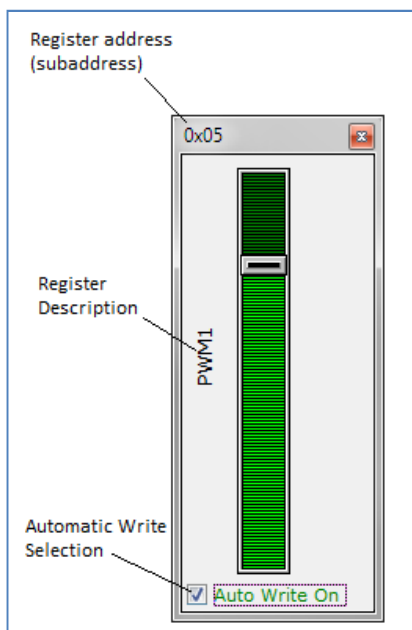 Register address
(subaddress)
0x05
Register
Description
PWM1
Automatic Write
Selection
Auto Write On